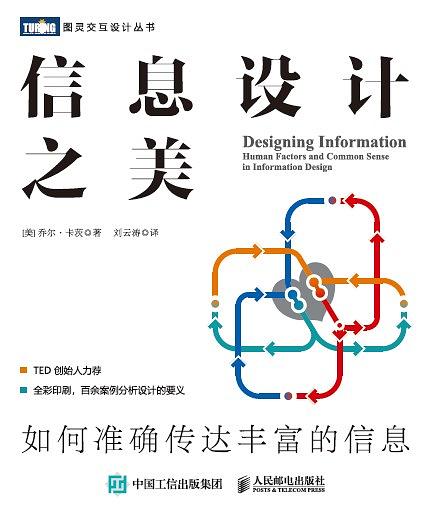 TURING 图灵交互设计丛书
信息设计
之美
Designing Information
Human Factors and Common Sense
in Information Design
[美]乔尔·卡茨◎著 刘云涛◎译
TED 创始人力荐
全彩印刷,百余案例分析设计的要义
如何准确传达丰富的信息
中国工信出版集团 人民邮电出版社
POSTS & TELECOM PRESS